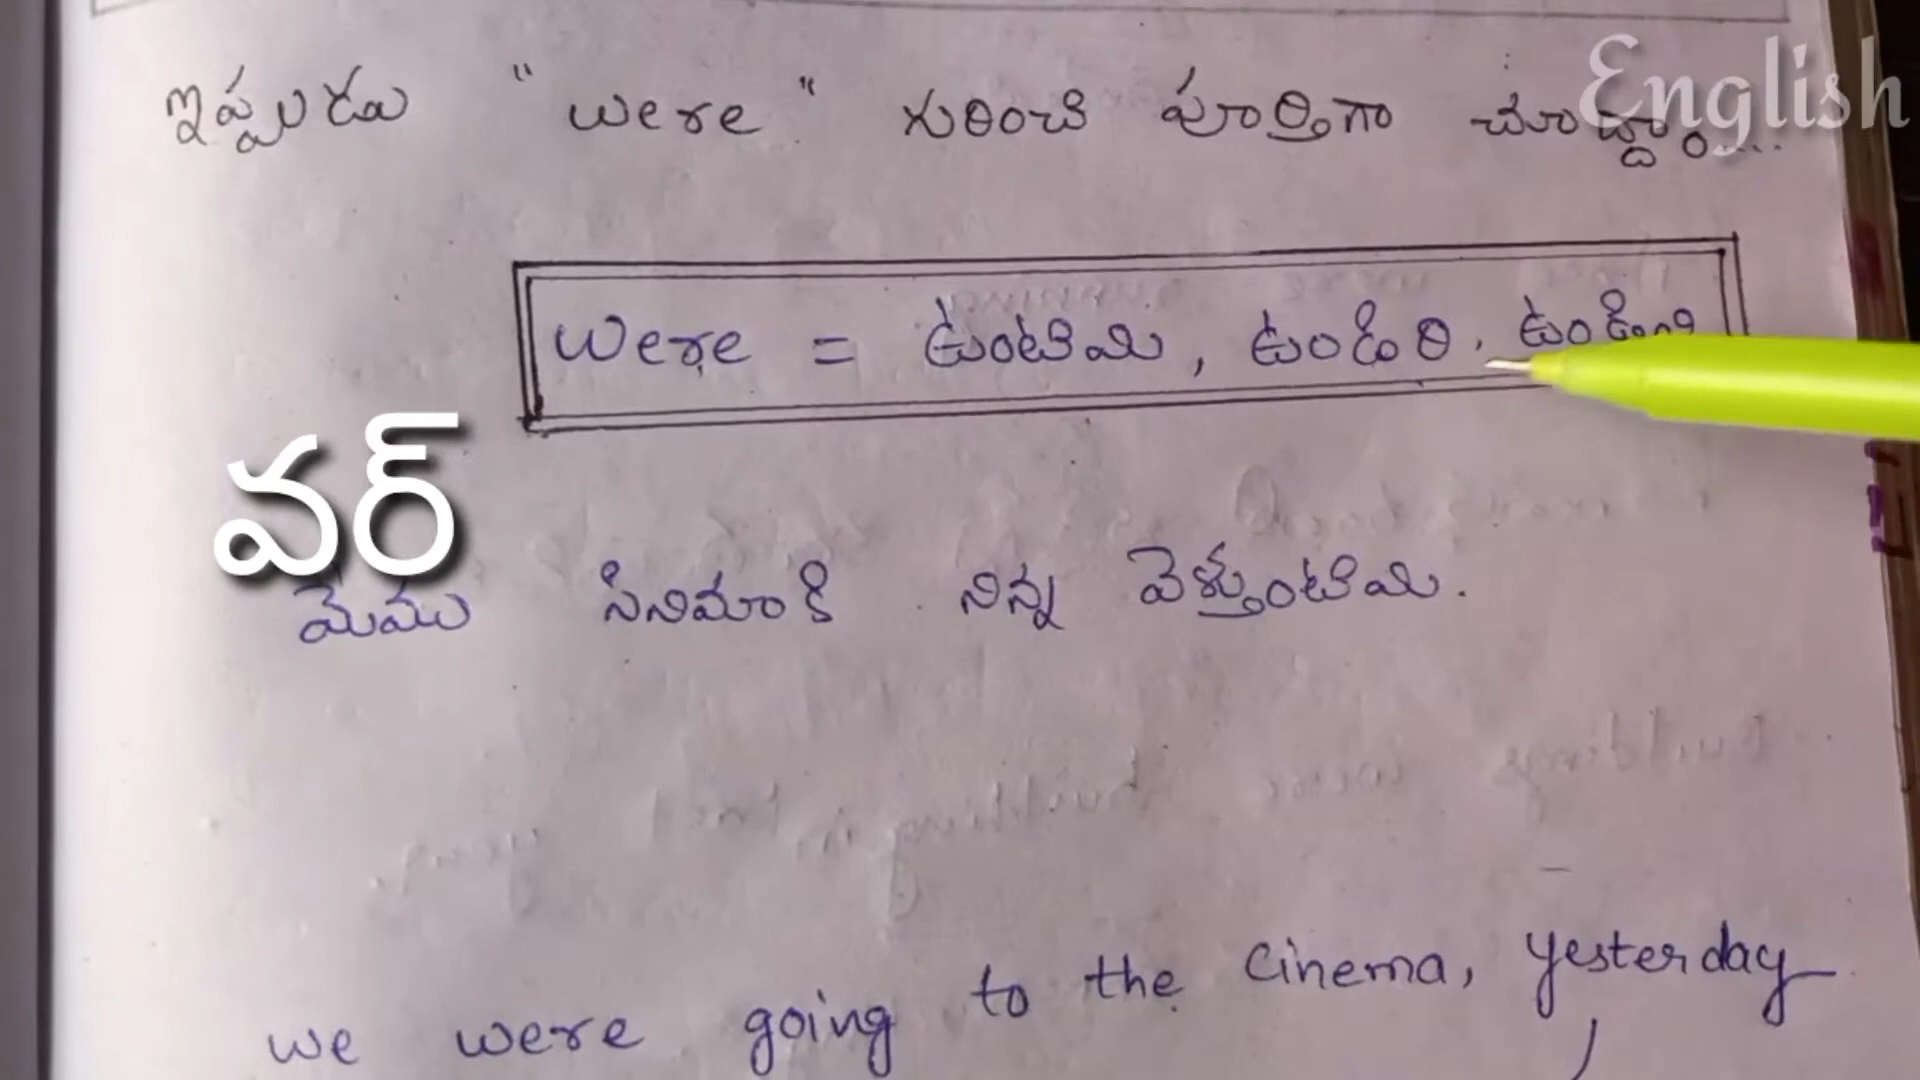 ఇప్పుడు "were" గురించి పూర్తిగా చూద్దాం...
English
were = ఉంటిమి, ఉండిరి,
వర్
మేము సినిమాకి నిన్న వెళ్తుంటిమి.
we were going to the cinema, yesterday